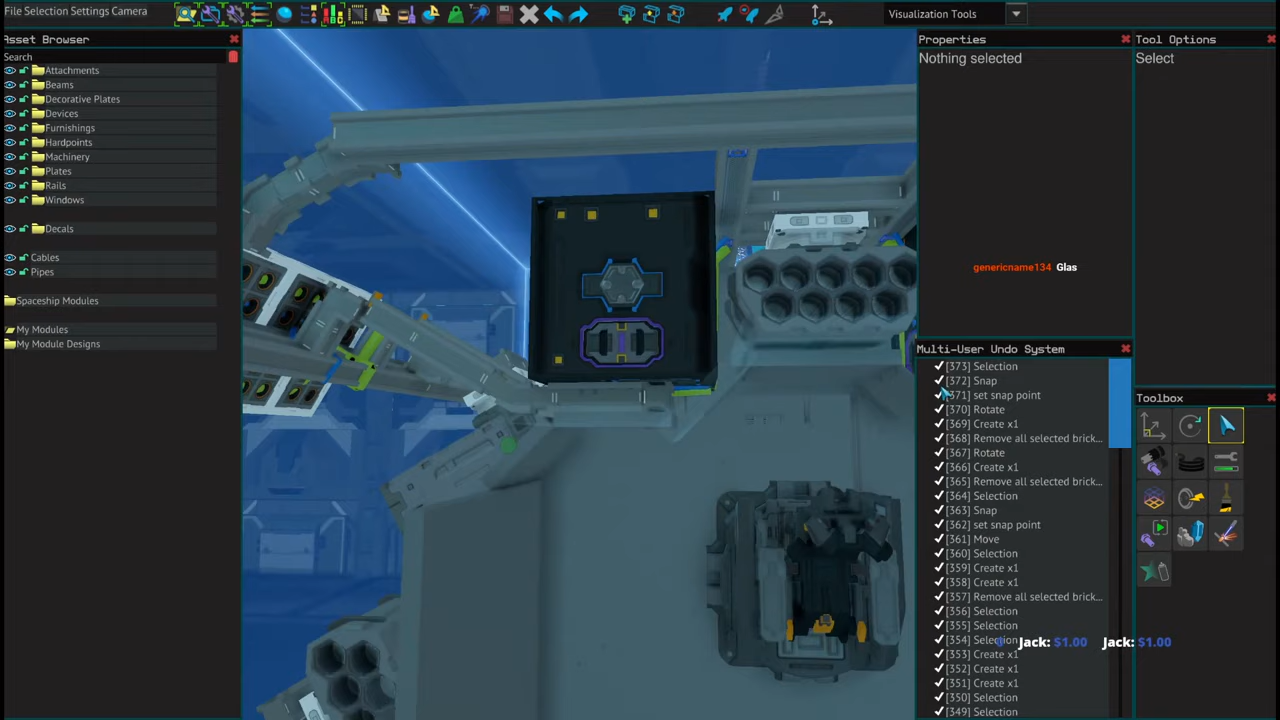 File Selection Settings Camera
Visualization Tools
Asset Browser
Search
Attachments
Beams
Decorative Plates
Devices
Furnishings
Hardpoints
Machinery
Plates
Rails
Windows
Decals
Cables
Pipes
Spaceship Modules
My Modules
My Module Designs
Properties
Nothing selected
genericname134 Glas
Multi-User Undo System
[373] Selection
[372] Snap
371] set snap point
[370] Rotate
[369] Create x1
[368] Remove all selected brick...
[367] Rotate
[366] Create x1
[365] Remove all selected brick...
[364] Selection
[363] Snap
[362] set snap point
[361] Move
[360] Selection
[359] Create x1
[358] Create x1
[357] Remove all selected brick...
[356] Selection
[355] Selection
[354] Selection
[353] Create x1
[352] Create x1
[351] Create x1
[350] Selection
[349] Selection
Jack: $1.00 Jack: $1.00
Tool Options
Select
Toolbox